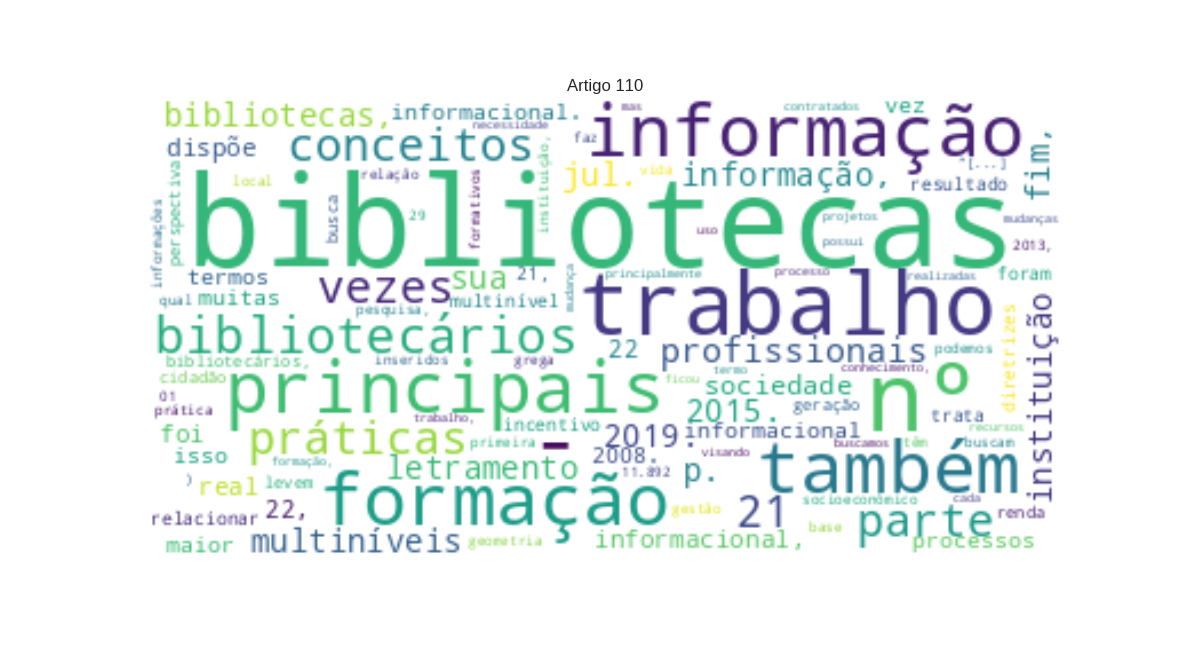 Artigo 110
bibliotecas, informacional. mas contratados vez
necessidade faz informação fim,
dispõe conceitos
perspectiva local relação jul. vida informação, "[...] resultado
informações busca 29 formativos instituição, bibliotecas uso projetos possui mudanças 2013,
termos vezes sua 21, mudança principalmente processo realizadas foram
qual muitas pesquisa, multinível trabalho
bibliotecários 22 profissionais podemos diretrizes instituição
bibliotecários, inseridos grega termo conhecimento,
cidadão principais ficou sociedade nº
01 prática trabalho, 2015. geração trata
foi práticas incentivo - 2019. informacional recursos
isso primeira 2008. buscamos têm buscam
formação, letramento 11.892 p. visando também
) real levem formação gestão 21 socioeconômico cada
relacionar 22, parte renda
maior multiníveis geometria informacional, base processos